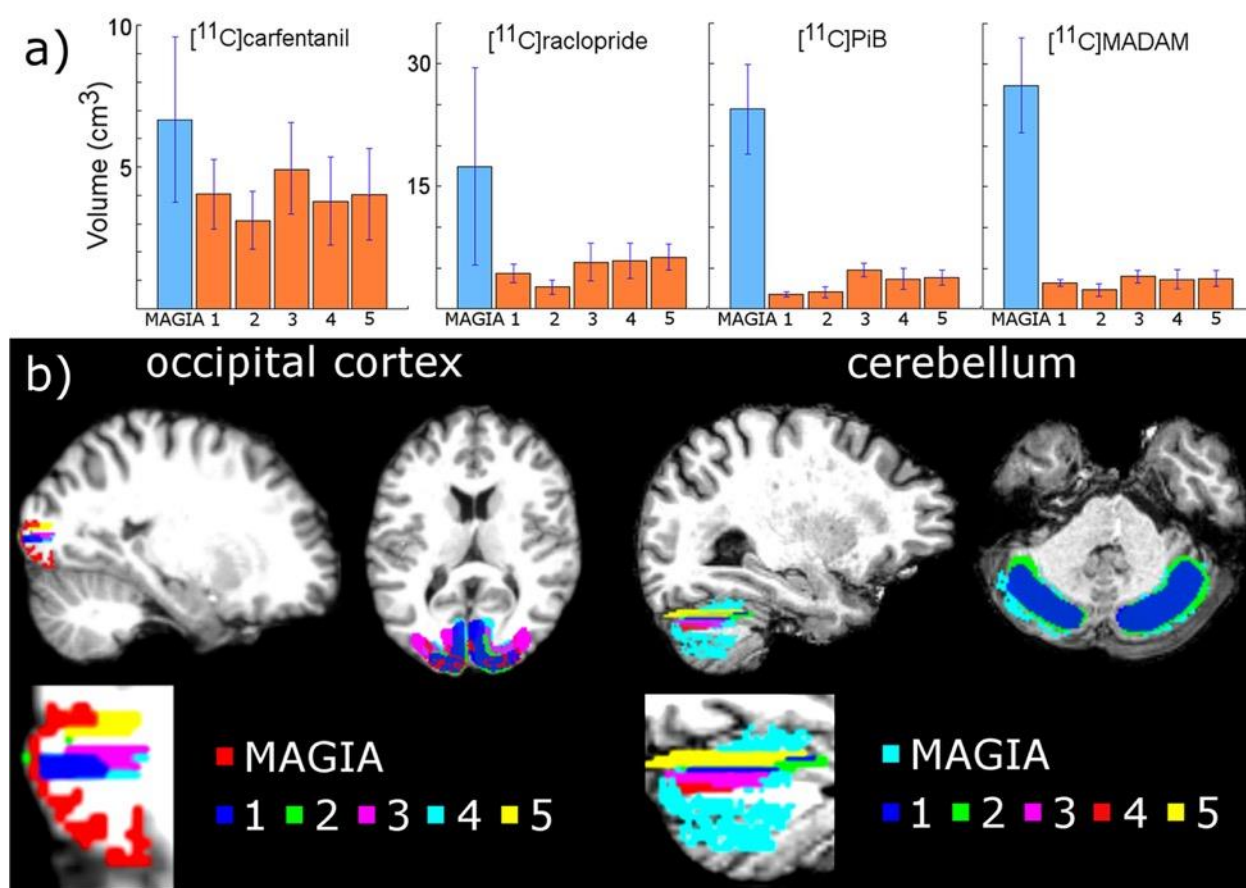 a)
[¹¹C]carfentanil
[¹¹C]raclopride
[¹¹C]PiB
[¹¹C]MADAM
Volume (cm³)
10
5
30
15
MAGIA 1 2 3 4 5
MAGIA 1 2 3 4 5
MAGIA 1 2 3 4 5
MAGIA 1 2 3 4 5
b)
occipital cortex
cerebellum
MAGIA
1 2 3 4 5
MAGIA
1 2 3 4 5